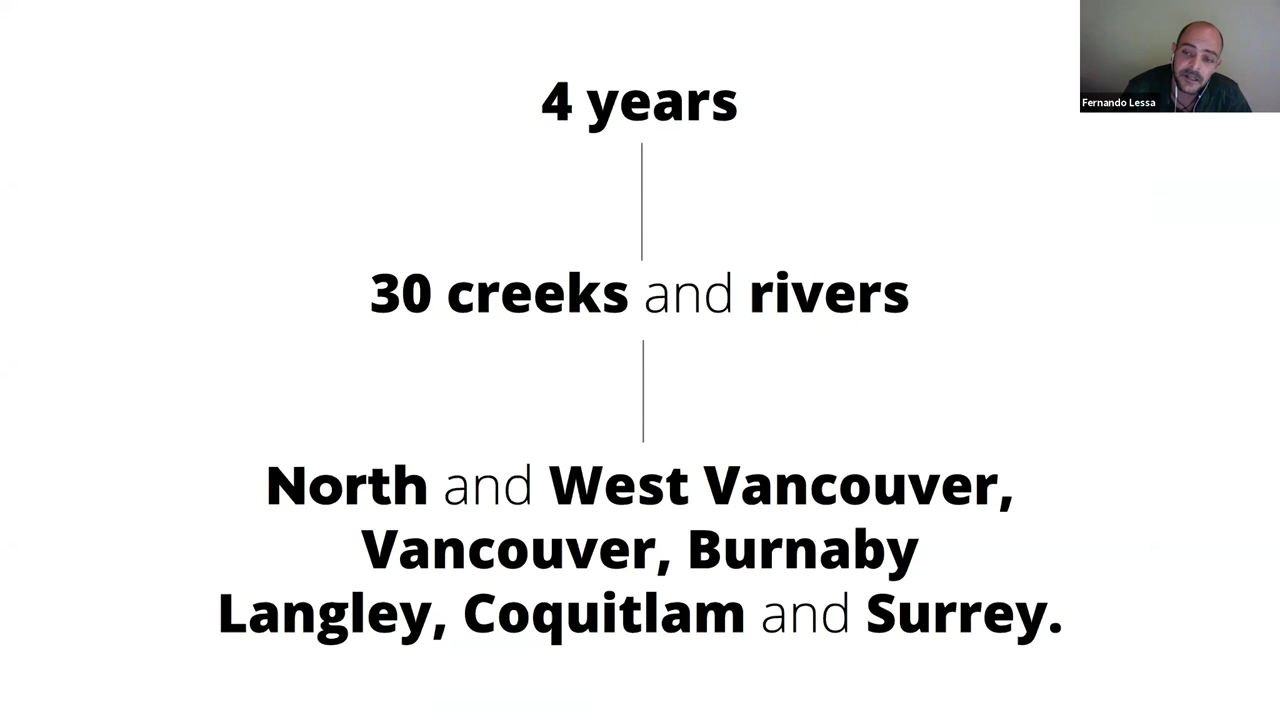 4 years
30 creeks and rivers
North and West Vancouver,
Vancouver, Burnaby
Langley, Coquitlam and Surrey.
Fernando Lessa